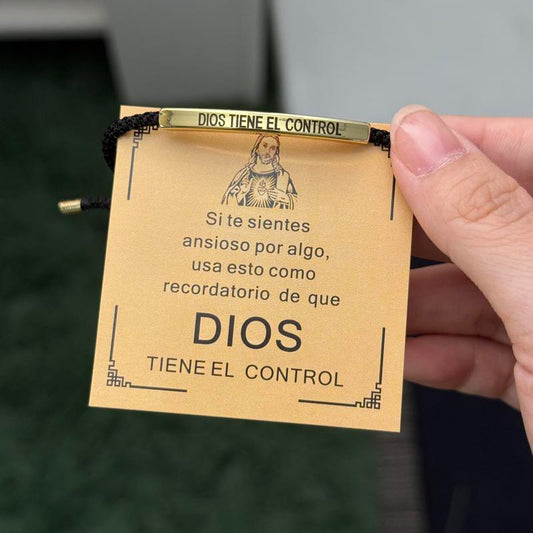 DIOS TIENE EL CONTROL
Si te sientes
ansioso por algo,
usa esto como
recordatorio de que
DIOS
TIENE EL CONTROL